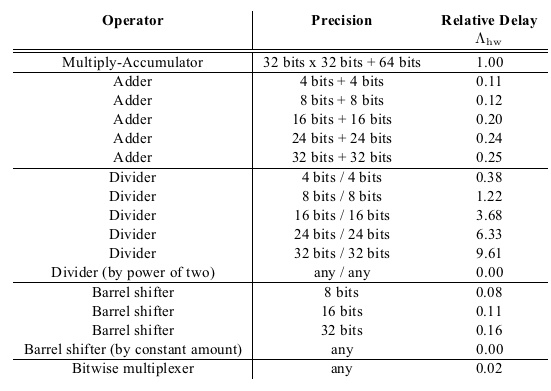 Operator Precision Relative Delay
Λhw
Multiply-Accumulator 32 bits x 32 bits + 64 bits 1.00
Adder 4 bits + 4 bits 0.11
Adder 8 bits + 8 bits 0.12
Adder 16 bits + 16 bits 0.20
Adder 24 bits + 24 bits 0.24
Adder 32 bits + 32 bits 0.25
Divider 4 bits / 4 bits 0.38
Divider 8 bits / 8 bits 1.22
Divider 16 bits / 16 bits 3.68
Divider 24 bits / 24 bits 6.33
Divider 32 bits / 32 bits 9.61
Divider (by power of two) any / any 0.00
Barrel shifter 8 bits 0.08
Barrel shifter 16 bits 0.11
Barrel shifter 32 bits 0.16
Barrel shifter (by constant amount) any 0.00
Bitwise multiplexer any 0.02